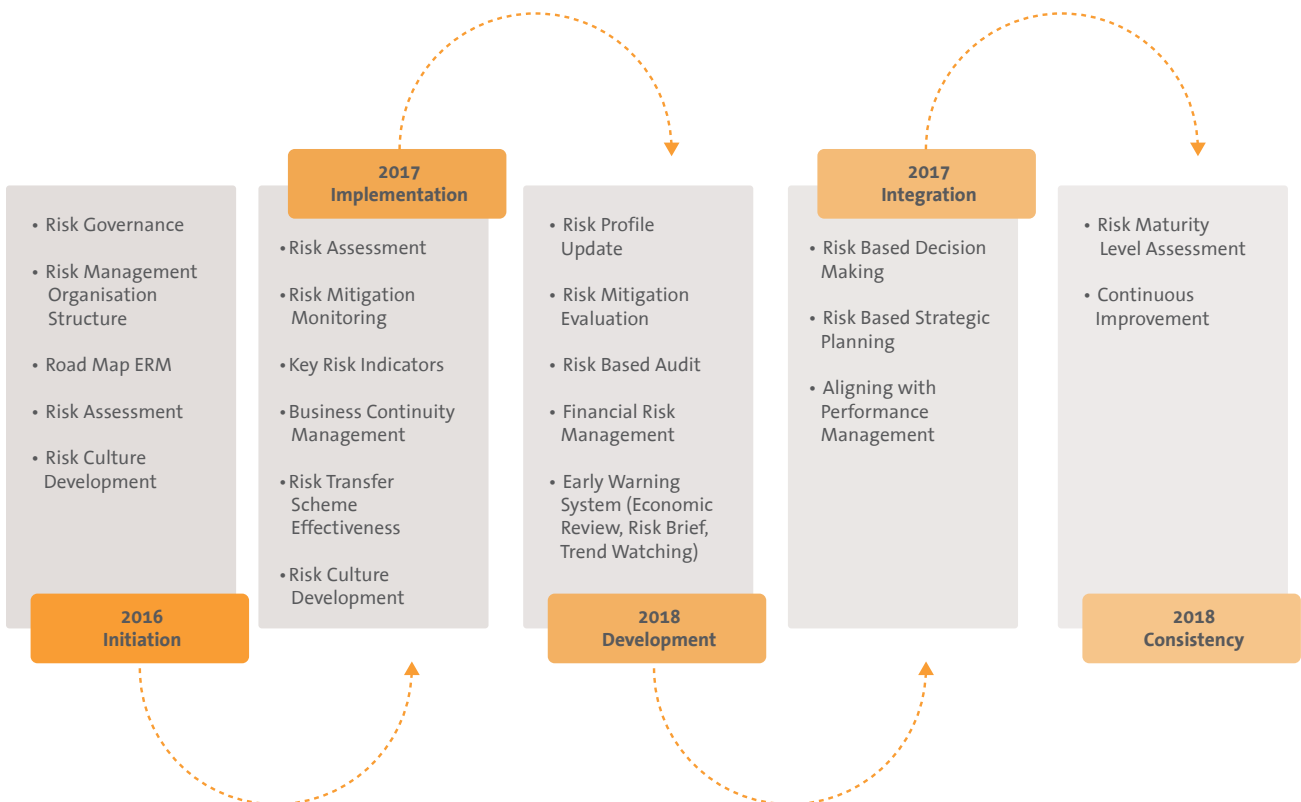 • Risk Governance
• Risk Management
Organisation
Structure
• Road Map ERM
• Risk Assessment
• Risk Culture
Development
2016
Initiation
2017
Implementation
• Risk Assessment
• Risk Mitigation
Monitoring
• Key Risk Indicators
• Business Continuity
Management
• Risk Transfer
Scheme
Effectiveness
• Risk Culture
Development
• Risk Profile
Update
• Risk Mitigation
Evaluation
• Risk Based Audit
• Financial Risk
Management
• Early Warning
System (Economic
Review, Risk Brief,
Trend Watching)
2018
Development
2017
Integration
• Risk Based Decision
Making
• Risk Based Strategic
Planning
• Aligning with
Performance
Management
• Risk Maturity
Level Assessment
• Continuous
Improvement
2018
Consistency